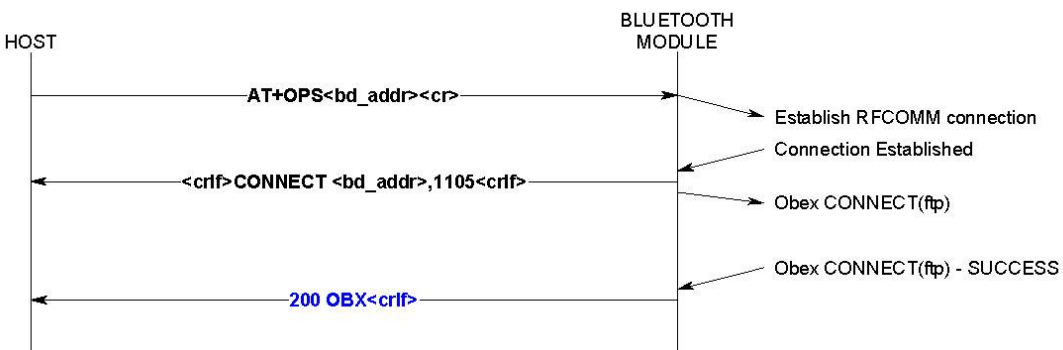 BLUETOOTH
HOST
MODULE
AT+OPS<bd_addr><cr>
Establish RFCOMM connection
Connection Established
<crlf>CONNECT <bd_addr>,1105<crlf>
Obex CONNECT(ftp)
Obex CONNECT(ftp) - SUCCESS
200 OBX<crlf>